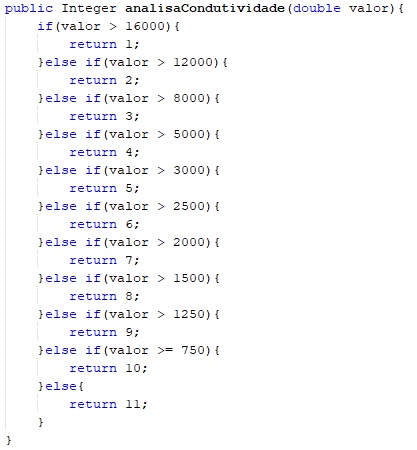 public Integer analisaCondutividade(double valor){
if(valor > 16000){
return 1;
}else if(valor > 12000){
return 2;
}else if(valor > 8000){
return 3;
}else if(valor > 5000){
return 4;
}else if(valor > 3000){
return 5;
}else if(valor > 2500){
return 6;
}else if(valor > 2000){
return 7;
}else if(valor > 1500){
return 8;
}else if(valor > 1250){
return 9;
}else if(valor >= 750){
return 10;
}else{
return 11;
}
}